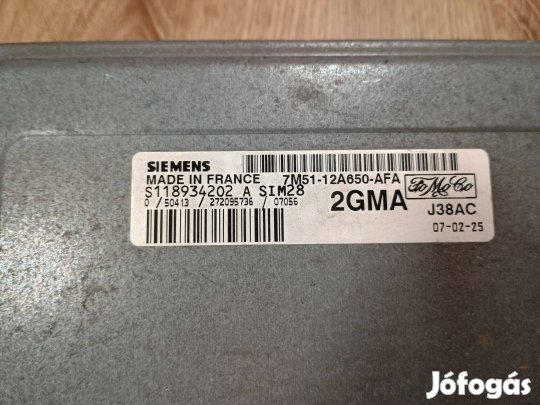 SIEMENS
MADE IN FRANCE 7M51-12A650-AFA
S118934202 A SIM28
0 / 50413 / 272095736 / 07056
2GMA
FoMoCo
J38AC
07-02-25
Jófogás